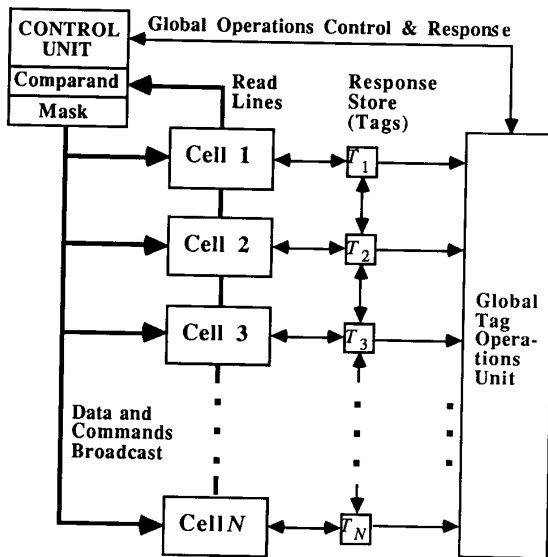 Global Operations Control & Response
CONTROL
UNIT
Comparand
Mask
Read
Lines
Response
Store
(Tags)
Cell 1
T1
Cell 2
T2
Cell 3
T3
Global
Tag
Opera-
tions
Unit
Data and
Commands
Broadcast
Cell N
TN